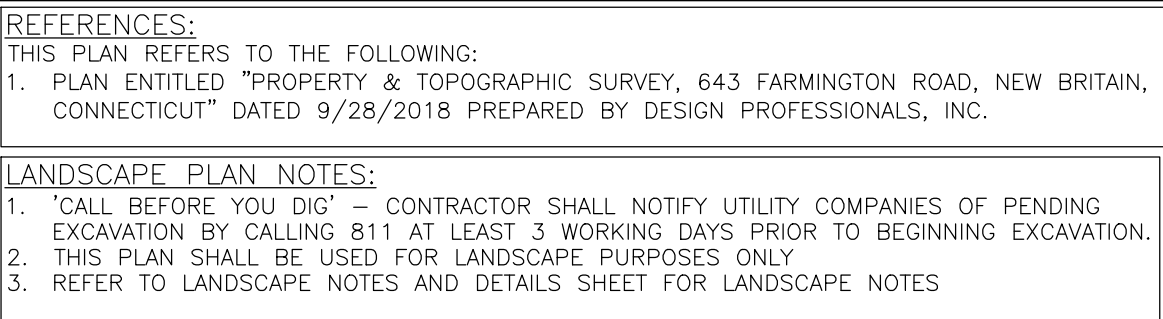 REFERENCES:
THIS PLAN REFERS TO THE FOLLOWING:
1. PLAN ENTITLED "PROPERTY & TOPOGRAPHIC SURVEY, 643 FARMINGTON ROAD, NEW BRITAIN,
CONNECTICUT" DATED 9/28/2018 PREPARED BY DESIGN PROFESSIONALS, INC.
LANDSCAPE PLAN NOTES:
1. 'CALL BEFORE YOU DIG' – CONTRACTOR SHALL NOTIFY UTILITY COMPANIES OF PENDING
EXCAVATION BY CALLING 811 AT LEAST 3 WORKING DAYS PRIOR TO BEGINNING EXCAVATION.
2. THIS PLAN SHALL BE USED FOR LANDSCAPE PURPOSES ONLY
3. REFER TO LANDSCAPE NOTES AND DETAILS SHEET FOR LANDSCAPE NOTES